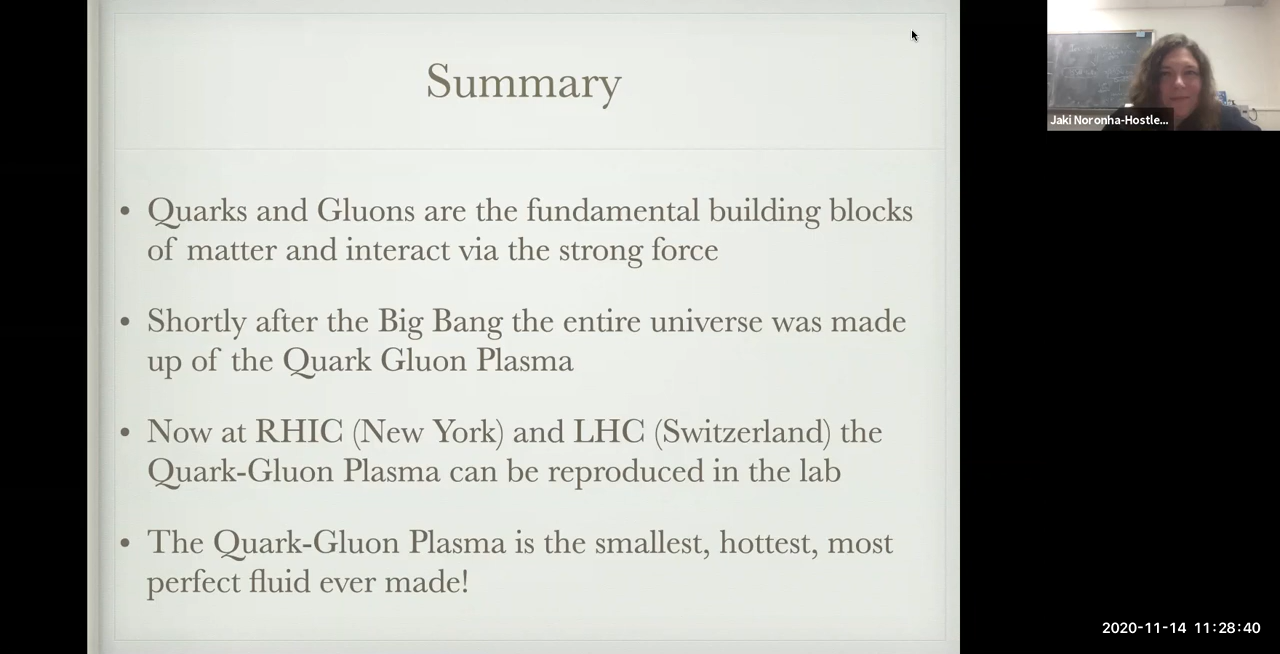 Summary
• Quarks and Gluons are the fundamental building blocks
of matter and interact via the strong force
• Shortly after the Big Bang the entire universe was made
up of the Quark Gluon Plasma
• Now at RHIC (New York) and LHC (Switzerland) the
Quark-Gluon Plasma can be reproduced in the lab
• The Quark-Gluon Plasma is the smallest, hottest, most
perfect fluid ever made!
Jaki Noronha-Hostle...
2020-11-14 11:28:40